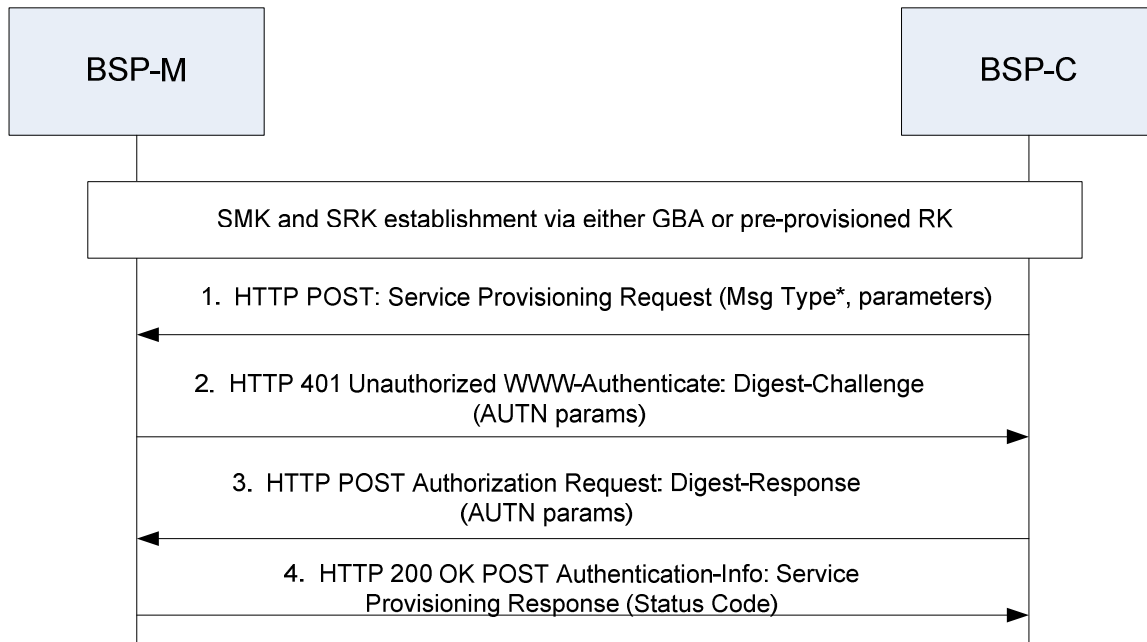 BSP-M
BSP-C
SMK and SRK establishment via either GBA or pre-provisioned RK
1. HTTP POST: Service Provisioning Request (Msg Type*, parameters)
2. HTTP 401 Unauthorized WWW-Authenticate: Digest-Challenge
(AUTN params)
3. HTTP POST Authorization Request: Digest-Response
(AUTN params)
4. HTTP 200 OK POST Authentication-Info: Service
Provisioning Response (Status Code)